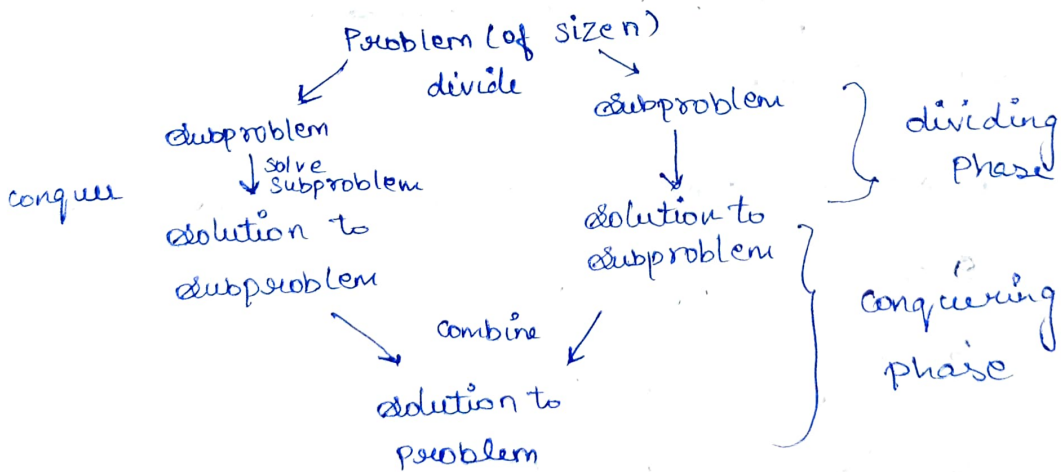 Problem (of size n)
divide
subproblem
subproblem
dividing
phase
solve
subproblem
conquer
solution to
subproblem
solution to
subproblem
conquering
phase
combine
solution to
problem